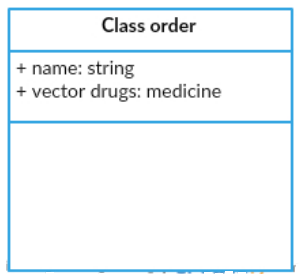 Class order
+ name: string
+ vector drugs: medicine